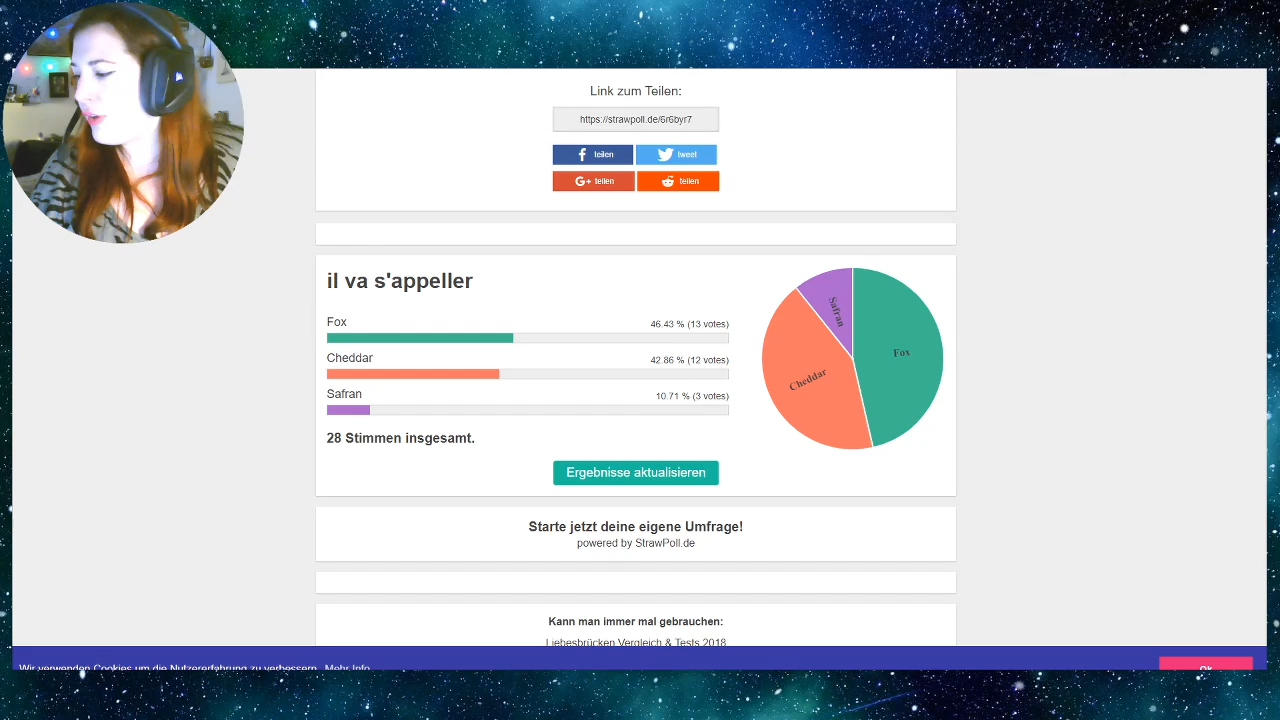 Link zum Teilen:
https://strawpoll.de/6r6byr7
teilen
tweet
G+ teilen
teilen
il va s'appeller
Fox
46.43 % (13 votes)
Cheddar
42.86 % (12 votes)
Safran
10.71 % (3 votes)
28 Stimmen insgesamt.
Ergebnisse aktualisieren
Safran
Fox
Cheddar
Starte jetzt deine eigene Umfrage!
powered by StrawPoll.de
Kann man immer mal gebrauchen:
Liebesbrücken Vergleich & Tests 2018
Wir verwenden Cookies um die Nutzererfahrung zu verbessern. Mehr Info
Ok